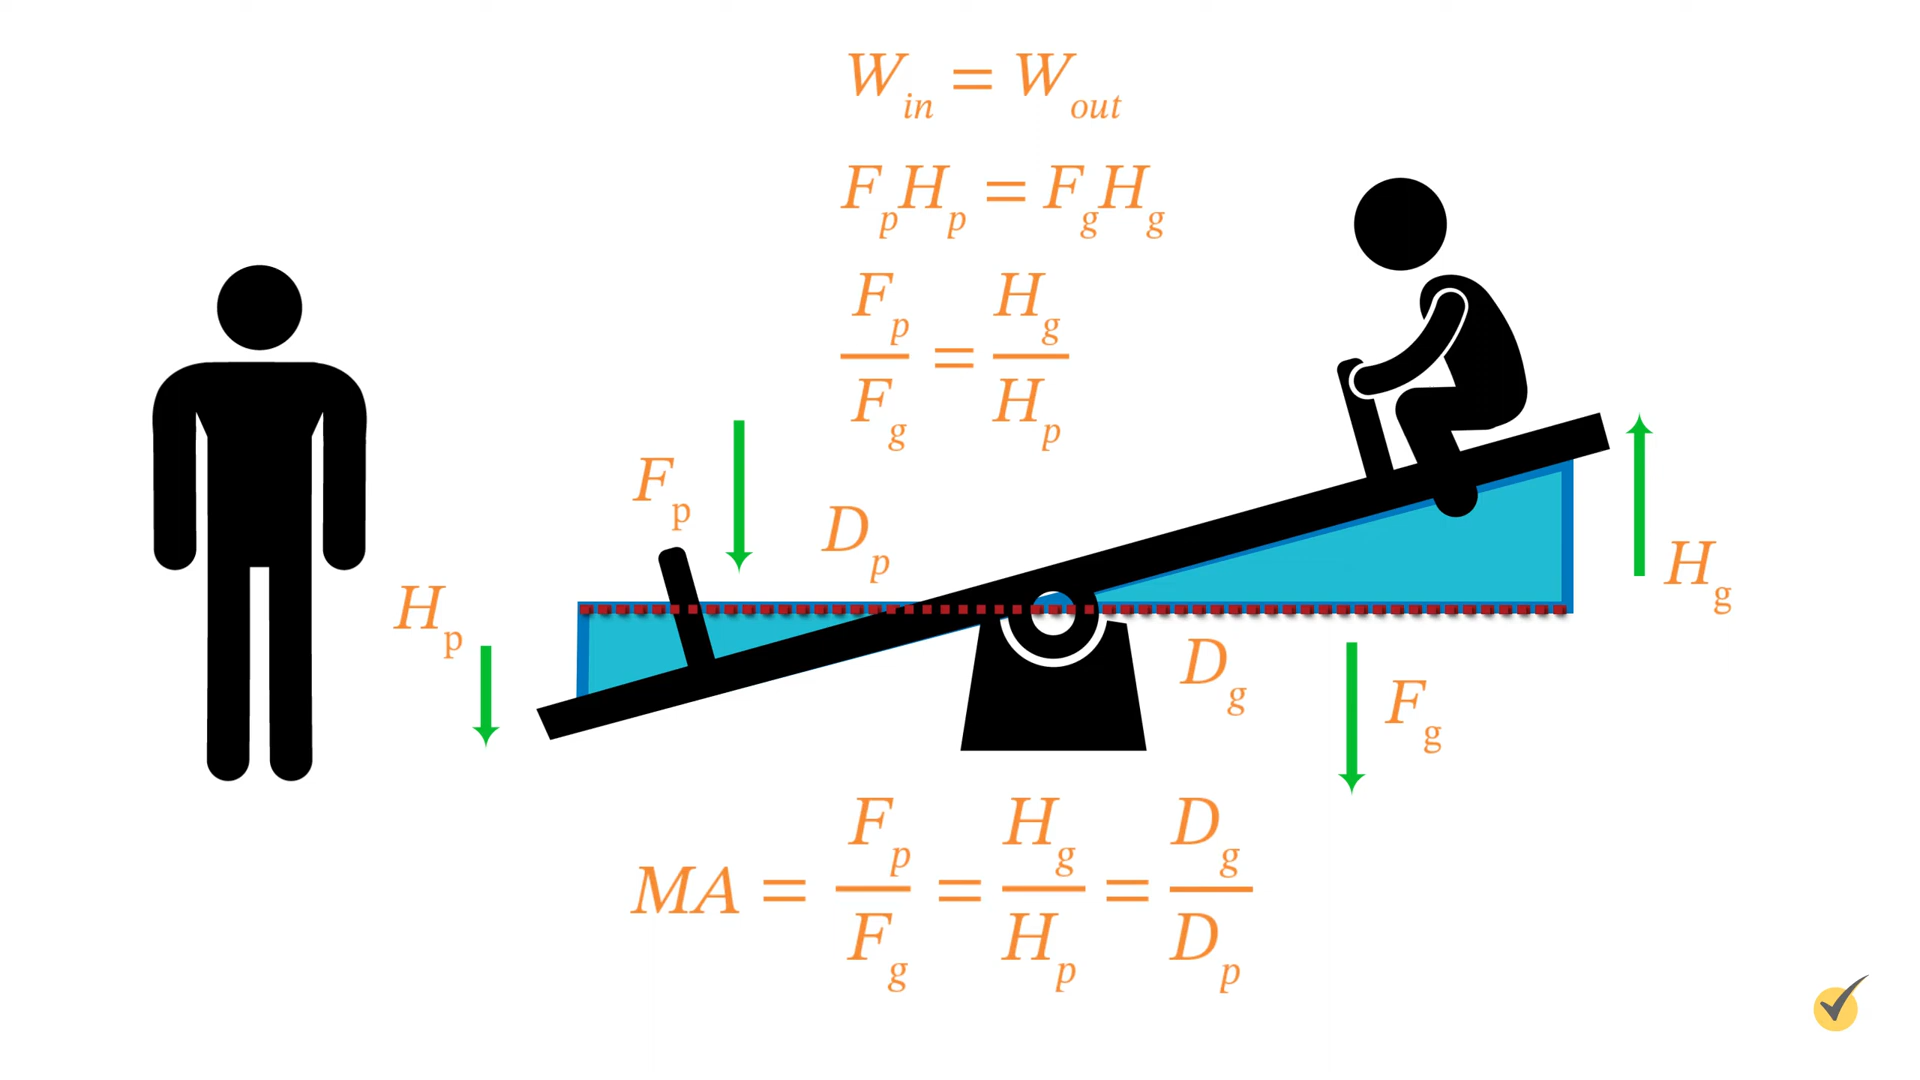 W_in = W_out
F_p H_p = F_g H_g
F_p / F_g = H_g / H_p
F_p
D_p
H_p
H_g
D_g
F_g
MA = F_p / F_g = H_g / H_p = D_g / D_p